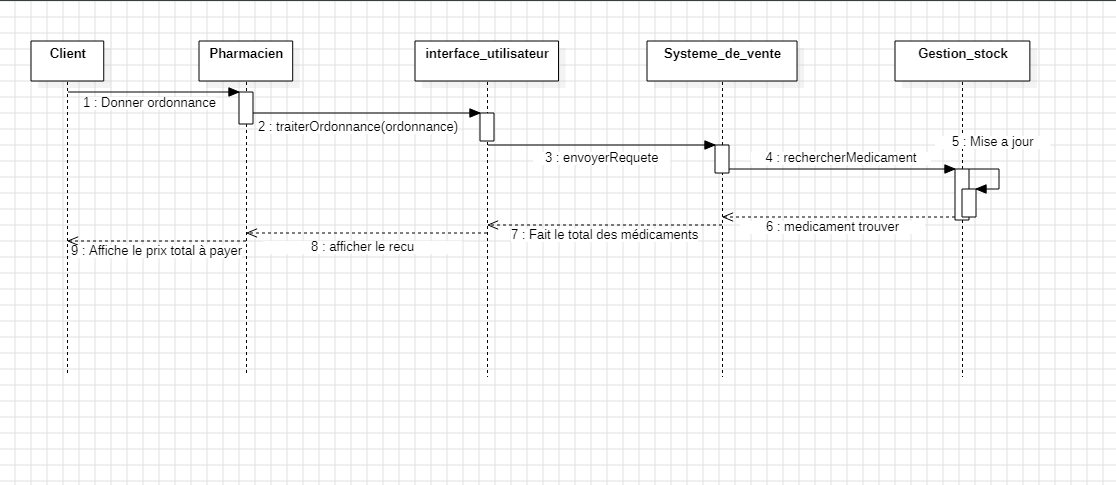 Client
Pharmacien
interface_utilisateur
Systeme_de_vente
Gestion_stock
1 : Donner ordonnance
2 : traiterOrdonnance(ordonnance)
3 : envoyerRequete
4 : rechercherMedicament
5 : Mise a jour
6 : medicament trouver
7 : Fait le total des médicaments
8 : afficher le recu
9 : Affiche le prix total à payer